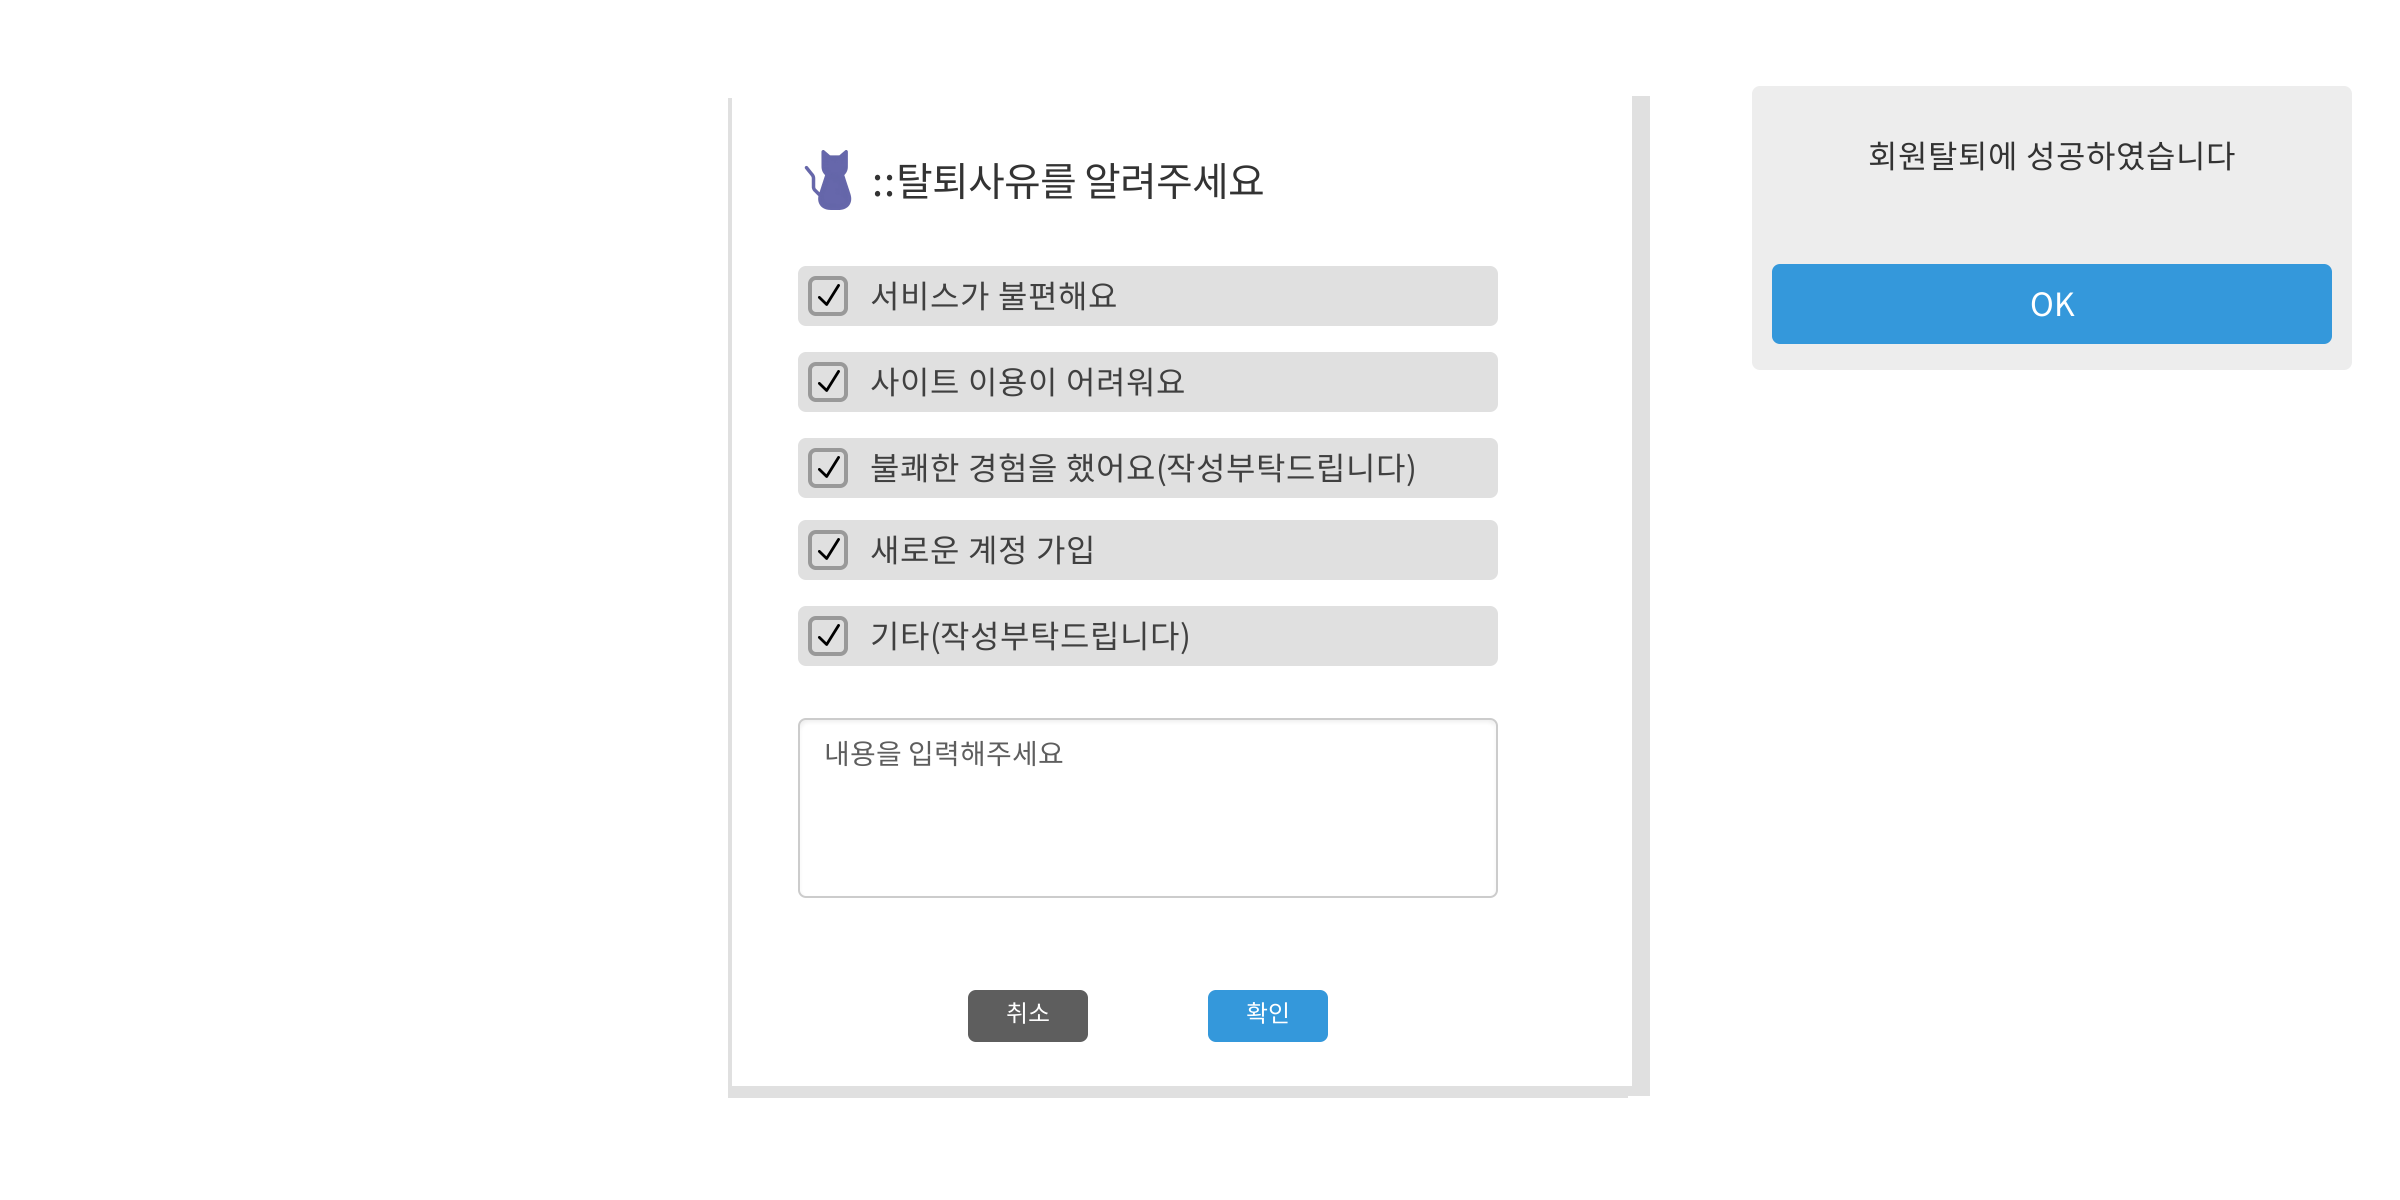 ::탈퇴사유를 알려주세요
서비스가 불편해요
사이트 이용이 어려워요
불쾌한 경험을 했어요(작성부탁드립니다)
새로운 계정 가입
기타(작성부탁드립니다)
내용을 입력해주세요
취소
확인
회원탈퇴에 성공하였습니다
OK